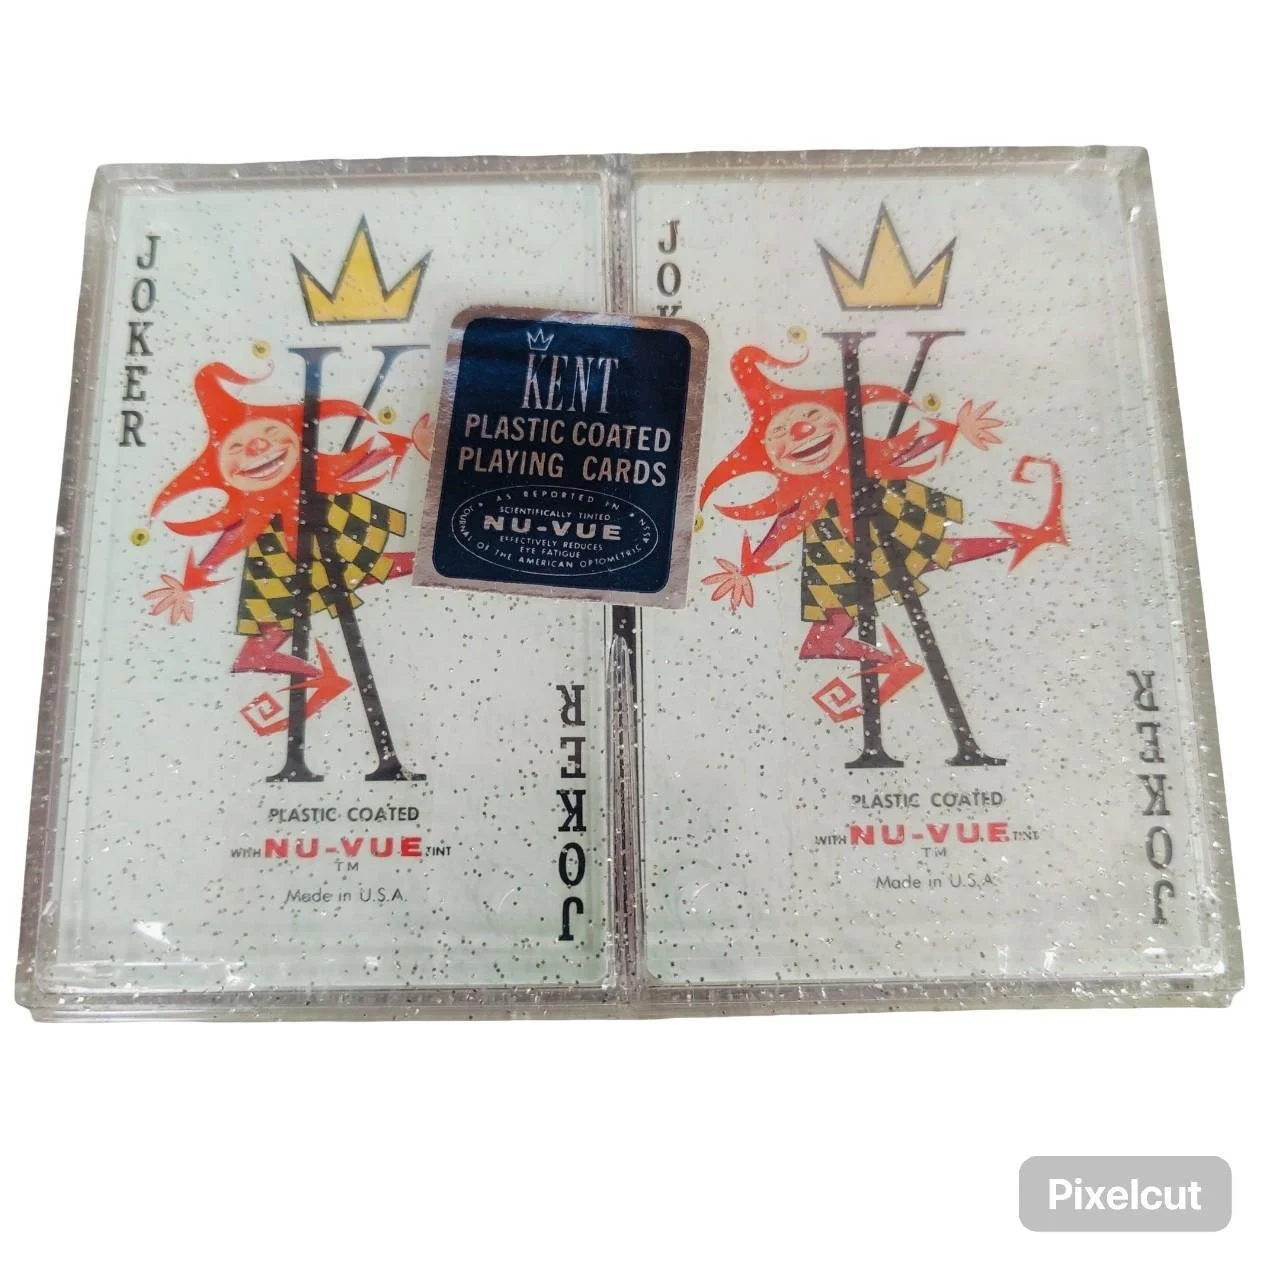 JOKER
JOK
KENT
PLASTIC COATED
PLAYING CARDS
AS REPORTED IN
SCIENTIFICALLY TINTED
NU-VUE
EFFECTIVELY REDUCES
EYE FATIGUE
JOURNAL OF THE AMERICAN OPTOMETRIC ASSN
K
K
JOKER
JOKER
PLASTIC COATED
WITH NU-VUE TINT
TM
Made in U.S.A.
PLASTIC COATED
WITH NU-VUE TINT
TM
Made in U.S.A.
Pixelcut